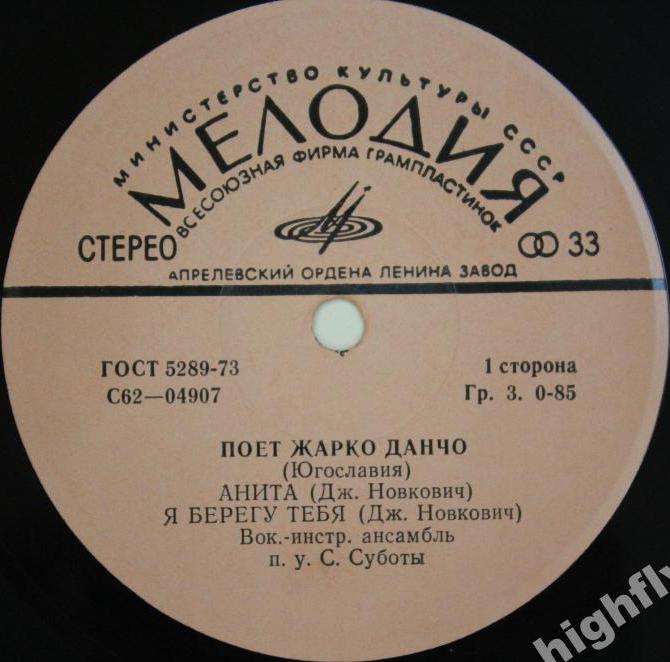 МИНИСТЕРСТВО КУЛЬТУРЫ СССР
МЕЛОДИЯ
ВСЕСОЮЗНАЯ ФИРМА ГРАМПЛАСТИНОК
СТЕРЕО
33
АПРЕЛЕВСКИЙ ОРДЕНА ЛЕНИНА ЗАВОД
ГОСТ 5289-73
1 сторона
С62—04907
Гр. 3. 0-85
ПОЕТ ЖАРКО ДАНЧО
(Югославия)
АНИТА (Дж. Новкович)
Я БЕРЕГУ ТЕБЯ (Дж. Новкович)
Вок.-инстр. ансамбль
п. у. С. Суботы
highfly